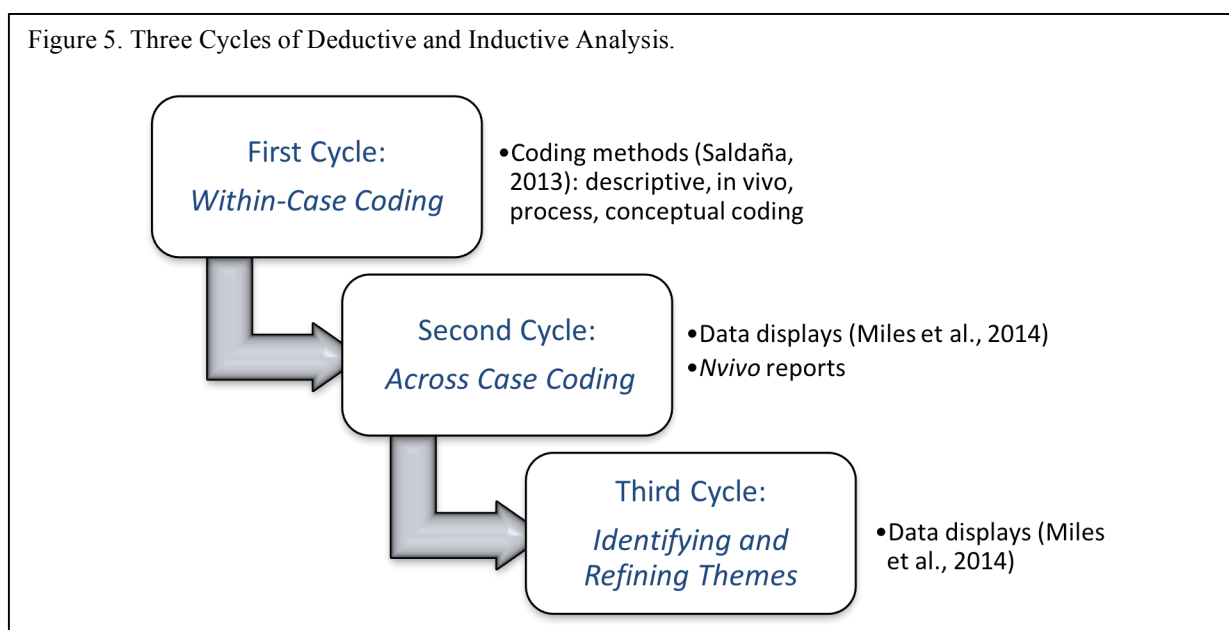 Figure 5. Three Cycles of Deductive and Inductive Analysis.
First Cycle:
Within-Case Coding
•Coding methods (Saldaña,
2013): descriptive, in vivo,
process, conceptual coding
Second Cycle:
Across Case Coding
•Data displays (Miles et al., 2014)
•Nvivo reports
Third Cycle:
Identifying and
Refining Themes
•Data displays (Miles
et al., 2014)